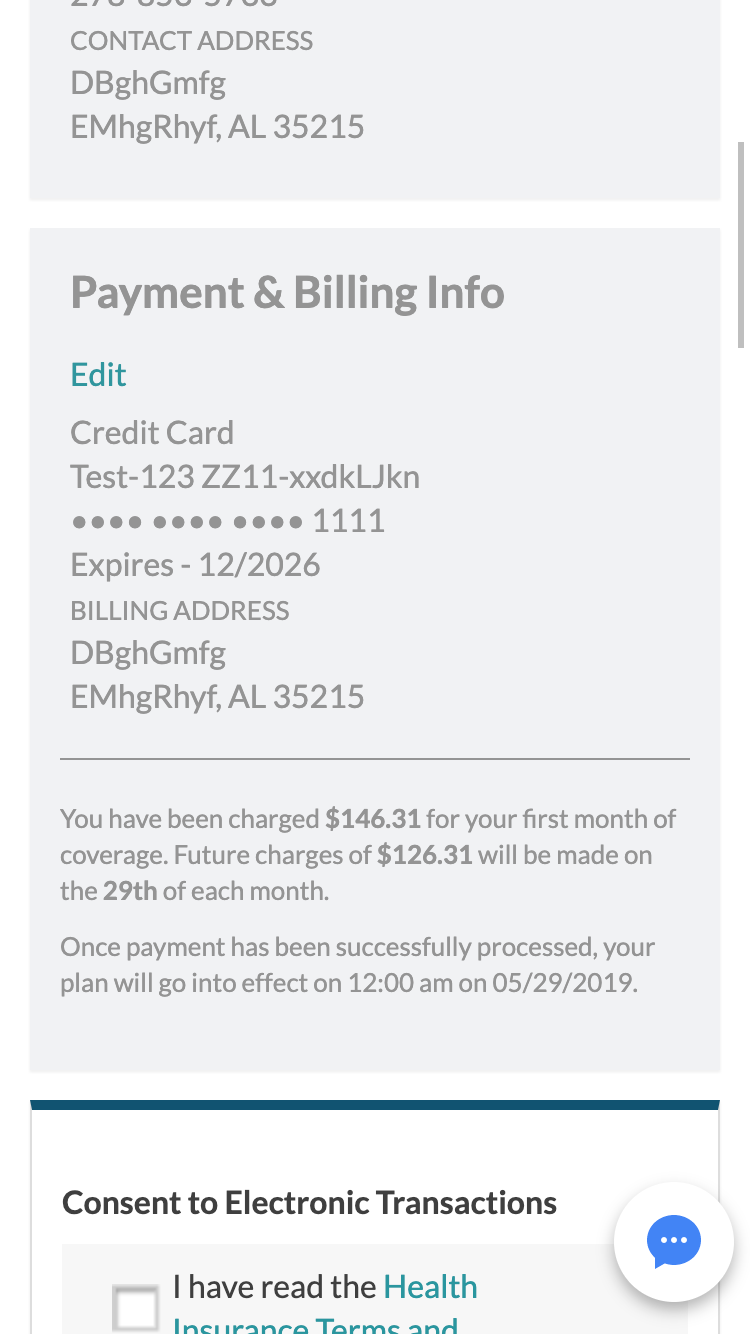 CONTACT ADDRESS
DBghGmfg
EMhgRhyf, AL 35215
Payment & Billing Info
Edit
Credit Card
Test-123 ZZ11-xxdkLJkn
•••• •••• •••• 1111
Expires - 12/2026
BILLING ADDRESS
DBghGmfg
EMhgRhyf, AL 35215
You have been charged $146.31 for your first month of
coverage. Future charges of $126.31 will be made on
the 29th of each month.
Once payment has been successfully processed, your
plan will go into effect on 12:00 am on 05/29/2019.
Consent to Electronic Transactions
I have read the Health
Insurance Terms and